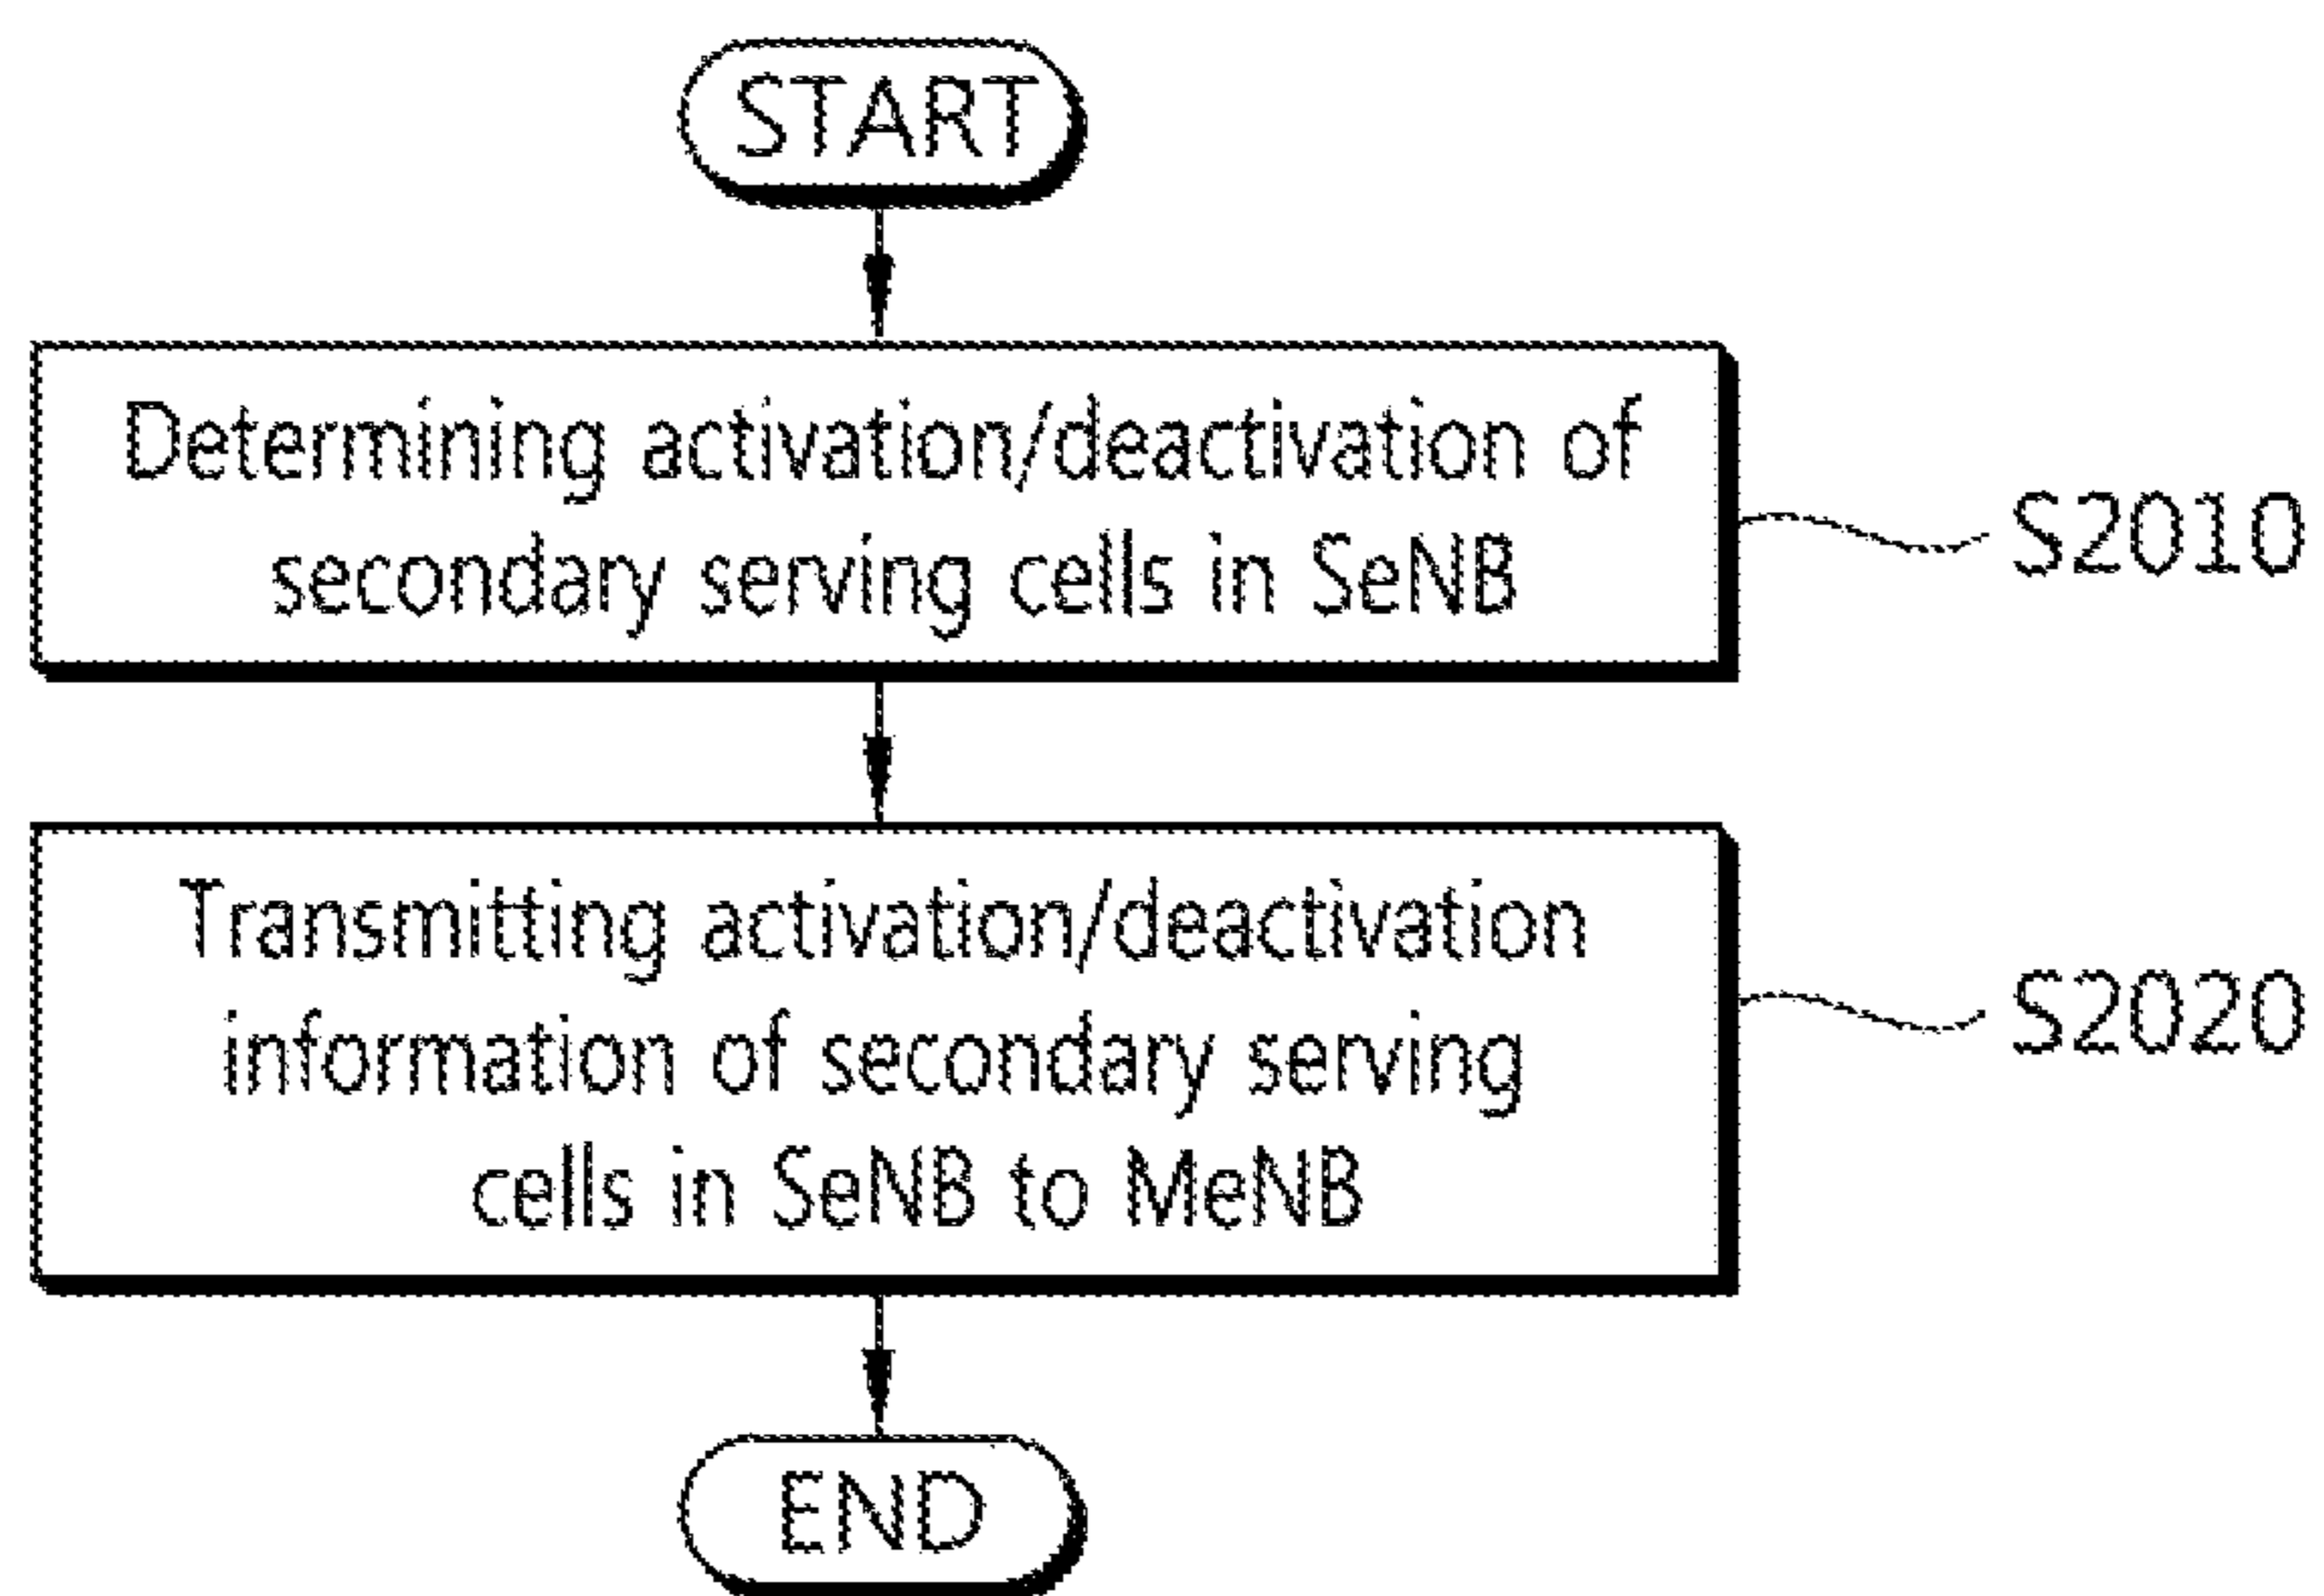 START
Determining activation/deactivation of
secondary serving cells in SeNB
S2010
Transmitting activation/deactivation
information of secondary serving
cells in SeNB to MeNB
S2020
END